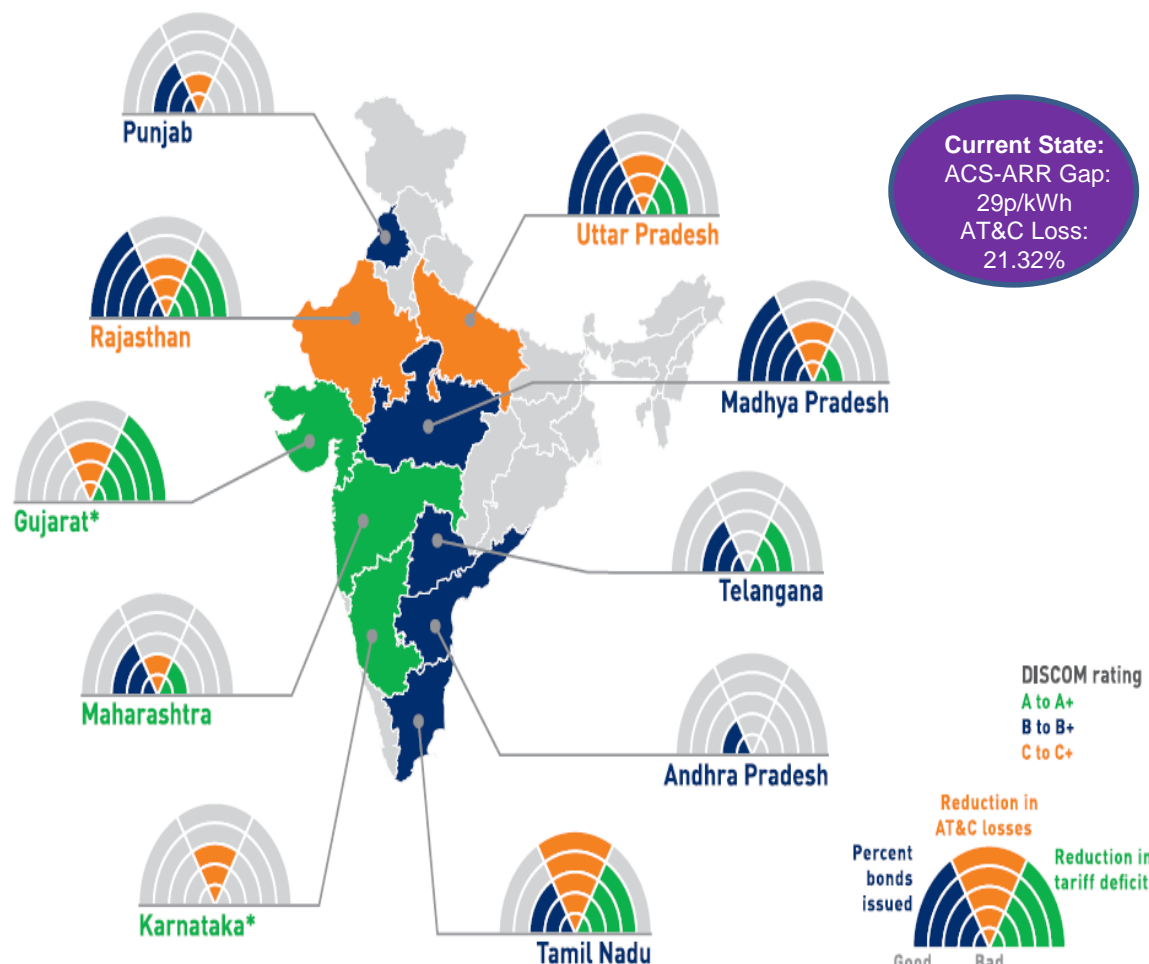 Punjab
Uttar Pradesh
Current State:
ACS-ARR Gap:
29p/kWh
AT&C Loss:
21.32%
Rajasthan
Madhya Pradesh
Gujarat*
Telangana
Maharashtra
Andhra Pradesh
DISCOM rating
A to A+
B to B+
C to C+
Karnataka*
Tamil Nadu
Reduction in
AT&C losses
Percent
bonds
issued
Reduction in
tariff deficit
Good
Bad